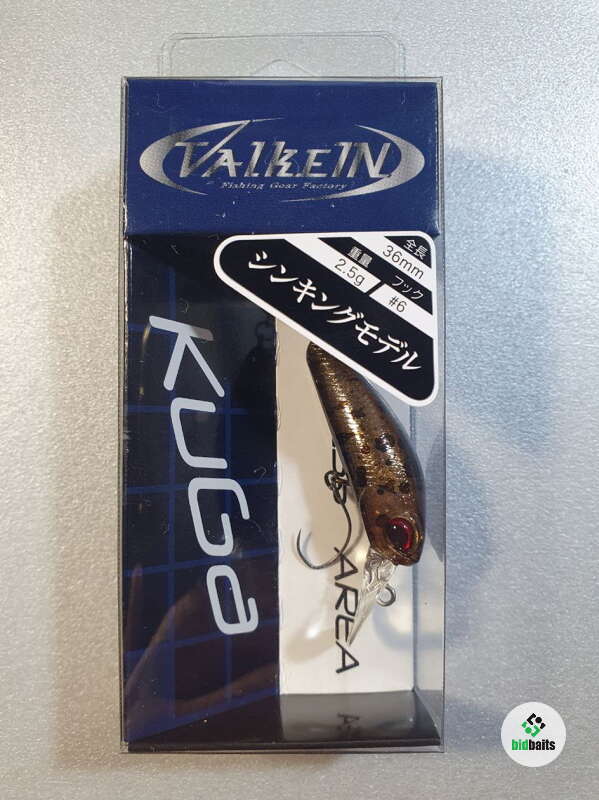 VALKEIN
Fishing Gear Factory
全長
36mm
重量
2.5g
フック
#6
シンキングモデル
KUGa
AREA
bidbaits